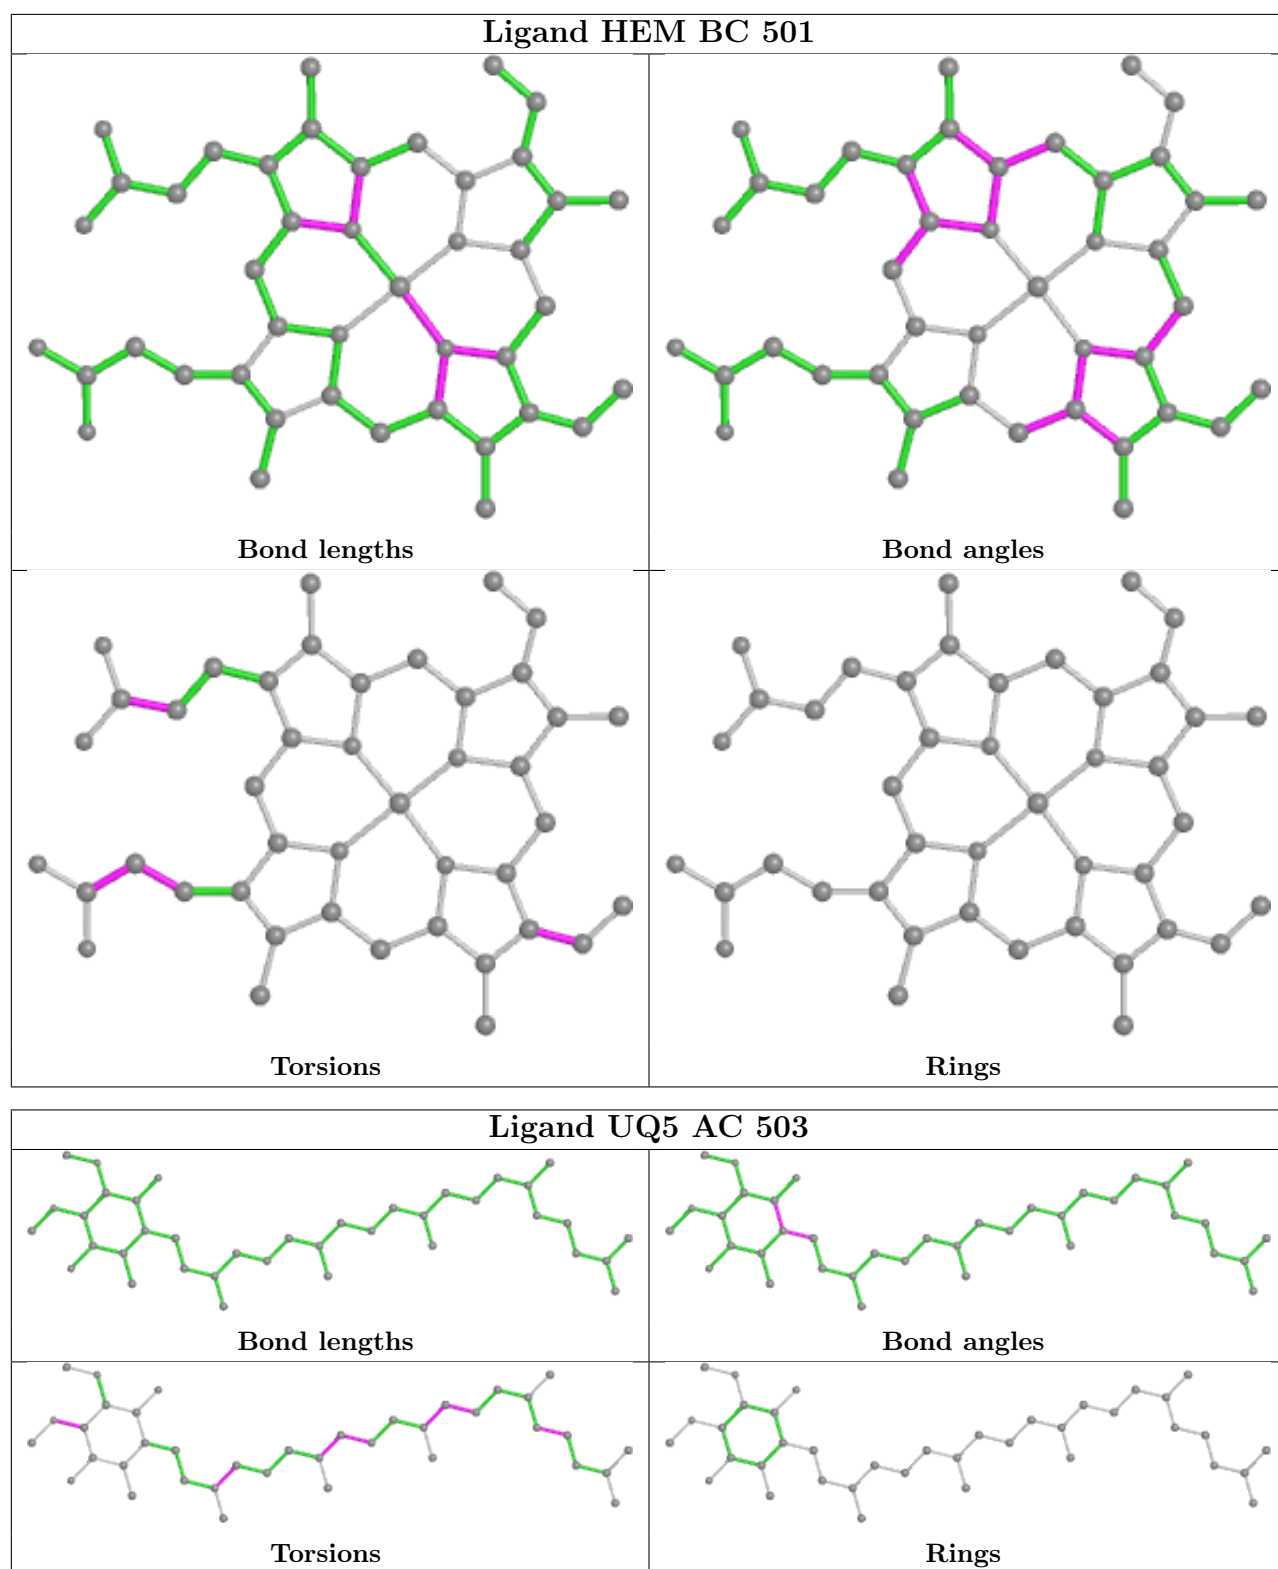 Ligand HEM BC 501
Bond lengths
Bond angles
Torsions
Rings
Ligand UQ5 AC 503
Bond lengths
Bond angles
Torsions
Rings